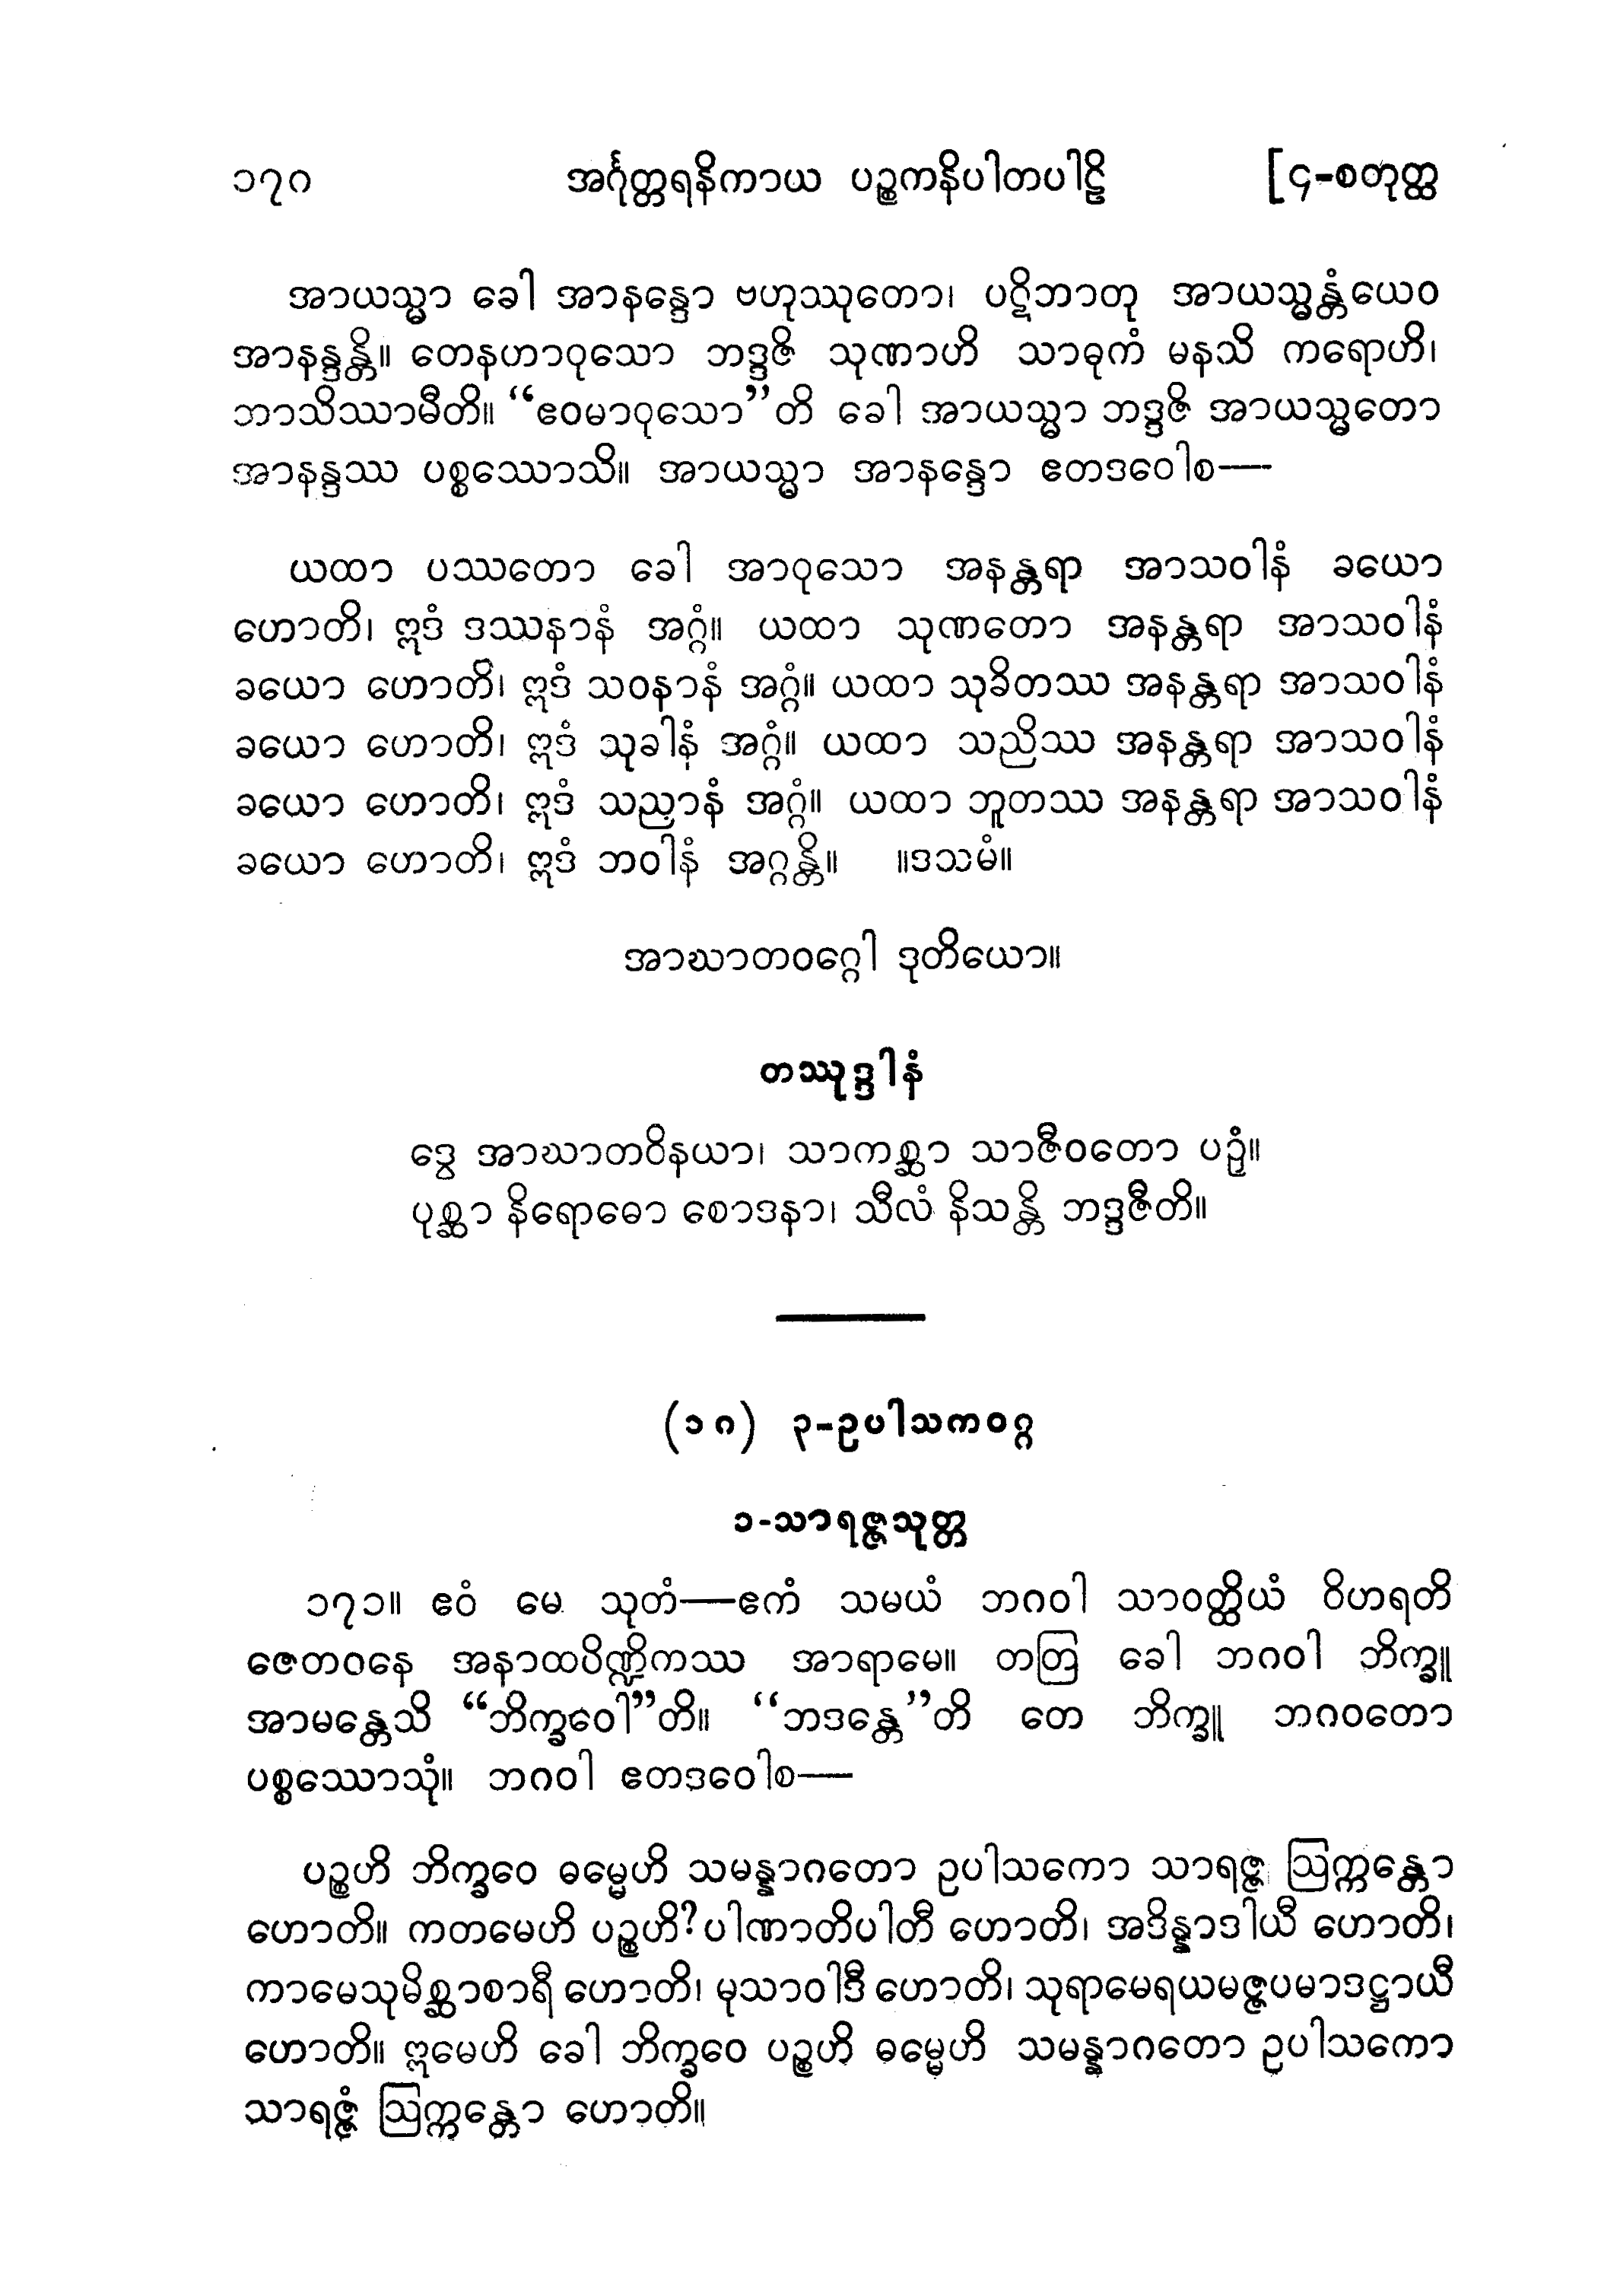 ၁၇၀ အင်္ဂုတ္တရနိကာယ ပဉ္စကနိပါတပါဠိ [၄-စတုတ္ထ
အာယသ္မာ ခေါ အာနန္ဒော ဗဟုဿုတော၊ ပဋိဘာတု အာယသ္မန္တံယေဝ
အာနန္ဒန္တိ။ တေနဟာဝုသော ဘဒ္ဒဇိ သုဏာဟိ သာဓုကံ မနသိ ကရောဟိ၊
ဘာသိဿာမီတိ။ “ဧဝမာဝုသော”တိ ခေါ အာယသ္မာ ဘဒ္ဒဇိ အာယသ္မတော
အာနန္ဒဿ ပစ္စဿောသိ။ အာယသ္မာ အာနန္ဒော ဧတဒဝေါစ—
ယထာ ပဿတော ခေါ အာဝုသော အနန္တရာ အာသဝါနံ ခယော
ဟောတိ၊ ဣဒံ ဒဿနာနံ အဂ္ဂံ။ ယထာ သုဏတော အနန္တရာ အာသဝါနံ
ခယော ဟောတိ၊ ဣဒံ သဝနာနံ အဂ္ဂံ။ ယထာ သုခိတဿ အနန္တရာ အာသဝါနံ
ခယော ဟောတိ၊ ဣဒံ သုခါနံ အဂ္ဂံ။ ယထာ သညိဿ အနန္တရာ အာသဝါနံ
ခယော ဟောတိ၊ ဣဒံ သညာနံ အဂ္ဂံ။ ယထာ ဘူတဿ အနန္တရာ အာသဝါနံ
ခယော ဟောတိ၊ ဣဒံ ဘဝါနံ အဂ္ဂန္တိ။ ။ဒသမံ။
အာဃာတဝဂ္ဂေါ ဒုတိယော။
တဿုဒ္ဒါနံ
ဒွေ အာဃာတဝိနယာ၊ သာကစ္ဆာ သာဇီဝတော ပဉှံ။
ပုစ္ဆာ နိရောဓော စောဒနာ၊ သီလံ နိသန္တိ ဘဒ္ဒဇီတိ။
(၁၈) ၃-ဥပါသကဝဂ္ဂ
၁-သာရဇ္ဇသုတ္တ
၁၇၁။ ဧဝံ မေ သုတံ—ဧကံ သမယံ ဘဂဝါ သာဝတ္ထိယံ ဝိဟရတိ
ဇေတဝနေ အနာထပိဏ္ဍိကဿ အာရာမေ။ တတြ ခေါ ဘဂဝါ ဘိက္ခူ
အာမန္တေသိ “ဘိက္ခဝေါ”တိ။ “ဘဒန္တေ”တိ တေ ဘိက္ခူ ဘဂဝတော
ပစ္စဿောသုံ။ ဘဂဝါ ဧတဒဝေါစ—
ပဉ္စဟိ ဘိက္ခဝေ ဓမ္မေဟိ သမန္နာဂတော ဥပါသကော သာရဇ္ဇ ဩက္ကန္တော
ဟောတိ။ ကတမေဟိ ပဉ္စဟိ? ပါဏာတိပါတီ ဟောတိ၊ အဒိန္နာဒါယီ ဟောတိ၊
ကာမေသုမိစ္ဆာစာရီ ဟောတိ၊ မုသာဝါဒီ ဟောတိ၊ သုရာမေရယမဇ္ဇပမာဒဋ္ဌာယီ
ဟောတိ။ ဣမေဟိ ခေါ ဘိက္ခဝေ ပဉ္စဟိ ဓမ္မေဟိ သမန္နာဂတော ဥပါသကော
သာရဇ္ဇံ ဩက္ကန္တော ဟောတိ။